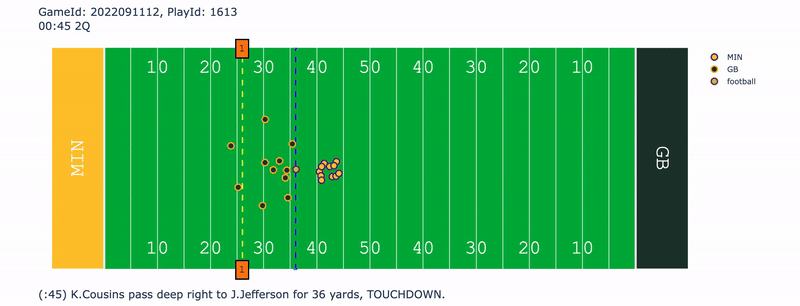 GameId: 2022091112, PlayId: 1613
00:45 2Q
1
10 20 30 40 50 40 30 20 10
MIN
GB
10 20 30 40 50 40 30 20 10
1
MIN
GB
football
(:45) K.Cousins pass deep right to J.Jefferson for 36 yards, TOUCHDOWN.